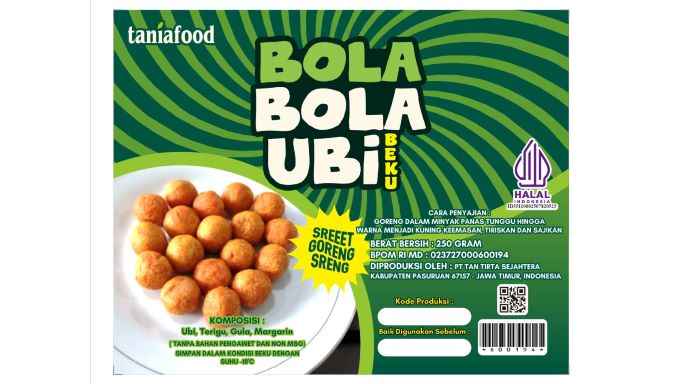 taniafood
BOLA
BOLA
UBi
BEKU
HALAL
INDONESIA
ID35110002507820523
CARA PENYAJIAN :
GORENG DALAM MINYAK PANAS TUNGGU HINGGA
WARNA MENJADI KUNING KEEMASAN, TIRISKAN DAN SAJIKAN
SREEET
GORENG
SRENG
BERAT BERSIH : 250 GRAM
BPOM RI MD : 023727000600194
DIPRODUKSI OLEH : PT TAN TIRTA SEJAHTERA
KABUPATEN PASURUAN 67157 - JAWA TIMUR, INDONESIA
Kode Produksi :
Baik Digunakan Sebelum :
*600194*
KOMPOSISI :
Ubi, Terigu, Gula, Margarin
( TANPA BAHAN PENGAWET DAN NON MSG)
SIMPAN DALAM KONDISI BEKU DENGAN
SUHU -18°C